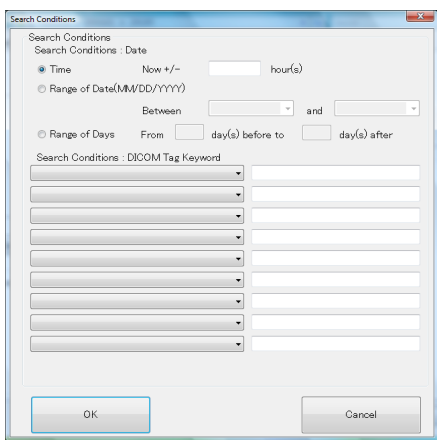 Search Conditions
Search Conditions
Search Conditions : Date
Time Now +/- hour(s)
Range of Date(MM/DD/YYYY)
Between and
Range of Days From day(s) before to day(s) after
Search Conditions : DICOM Tag Keyword
OK Cancel